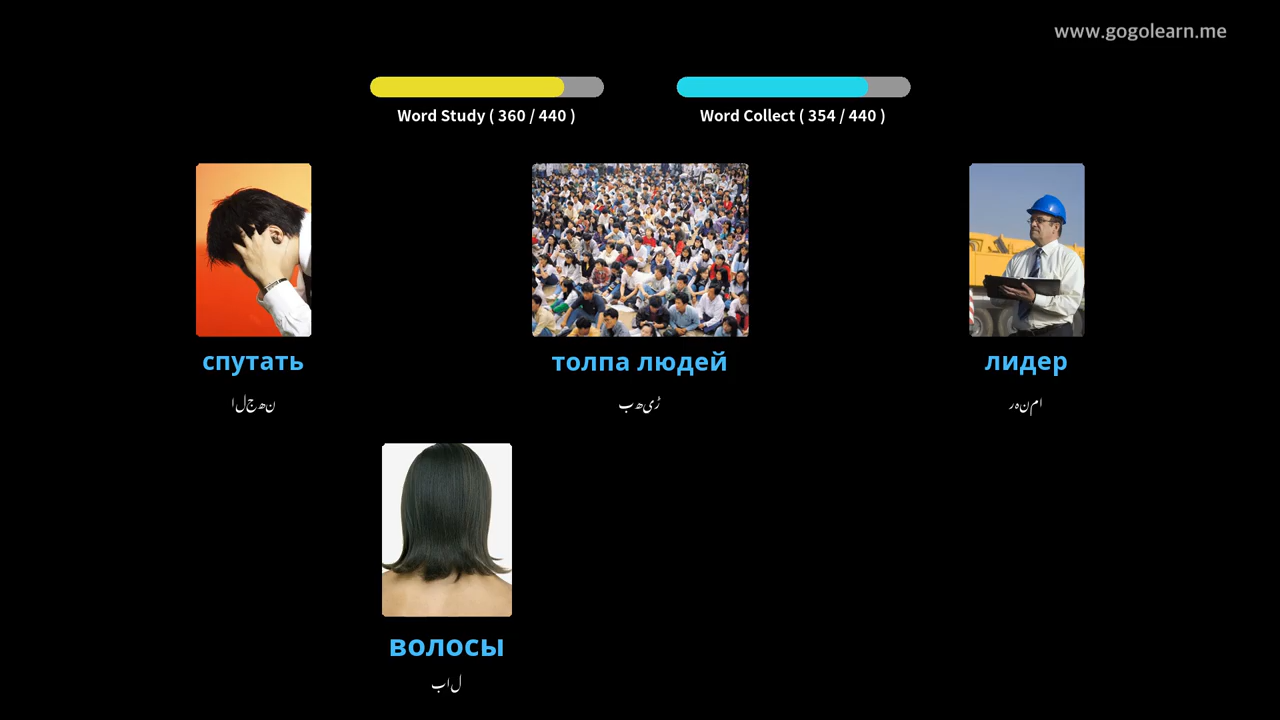 www.gogolearn.me
Word Study ( 360 / 440 )
Word Collect ( 354 / 440 )
спутать
толпа людей
лидер
الجھن
بھیڑ
رہنما
волосы
بال